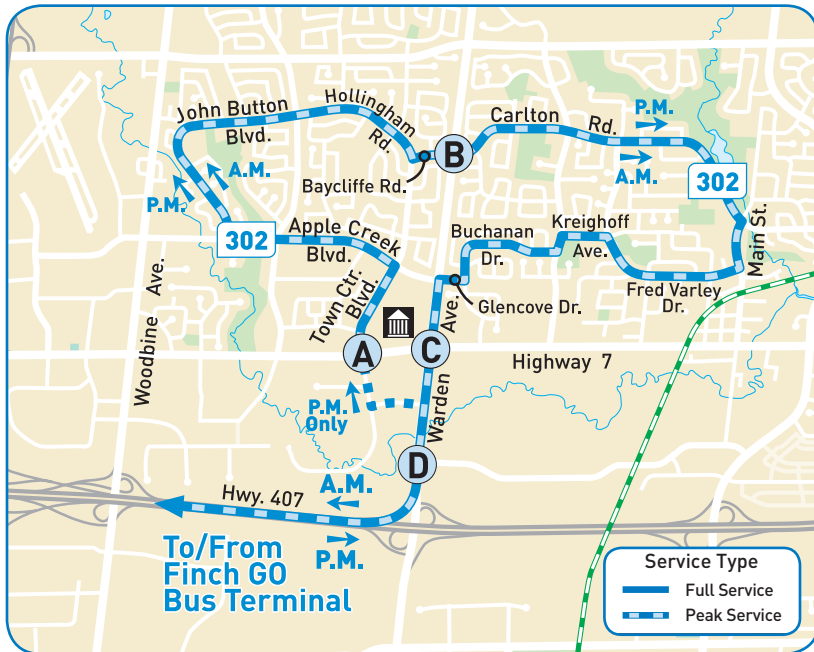 Hollingham
Rd.
John Button
Blvd.
Carlton
Rd.
P.M.
A.M.
B
Baycliffe Rd.
A.M.
P.M.
302
302
Apple Creek
Blvd.
Buchanan
Dr.
Kreighoff
Ave.
Main St.
Fred Varley
Dr.
Town Ctr.
Blvd.
Glencove Dr.
Woodbine Ave.
Warden Ave.
A
C
Highway 7
P.M.
Only
D
Hwy. 407
A.M.
P.M.
To/From
Finch GO
Bus Terminal
Service Type
Full Service
Peak Service